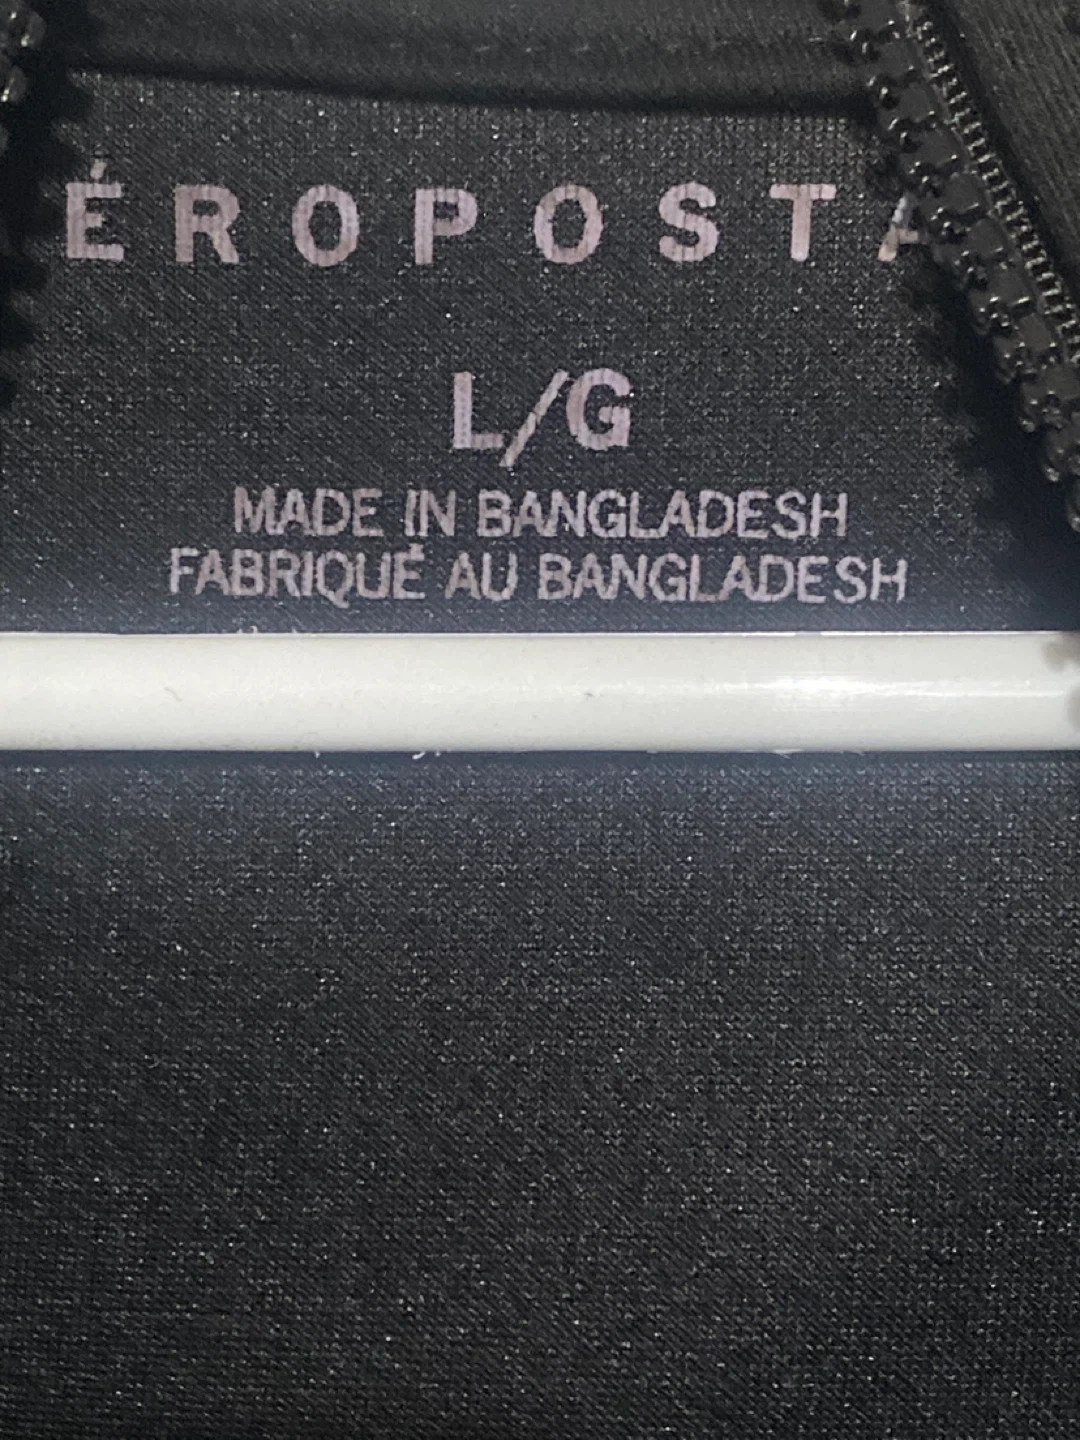 ÉROPOSTA
L/G
MADE IN BANGLADESH
FABRIQUÉ AU BANGLADESH